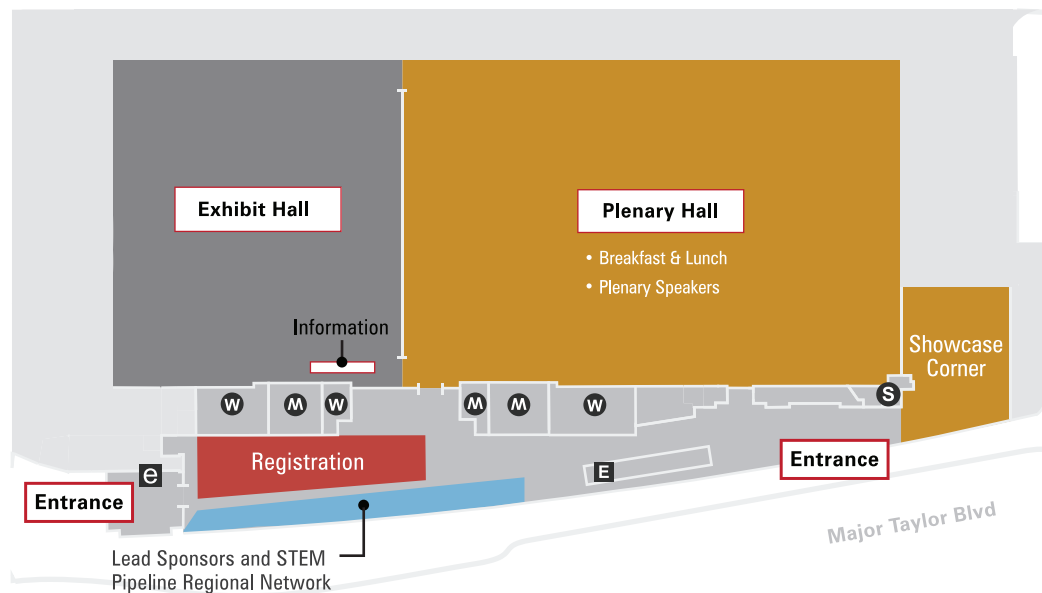 Exhibit Hall
Plenary Hall
• Breakfast & Lunch
• Plenary Speakers
Information
Showcase
Corner
W
M
W
M
M
W
S
Registration
e
E
Entrance
Entrance
Major Taylor Blvd
Lead Sponsors and STEM
Pipeline Regional Network